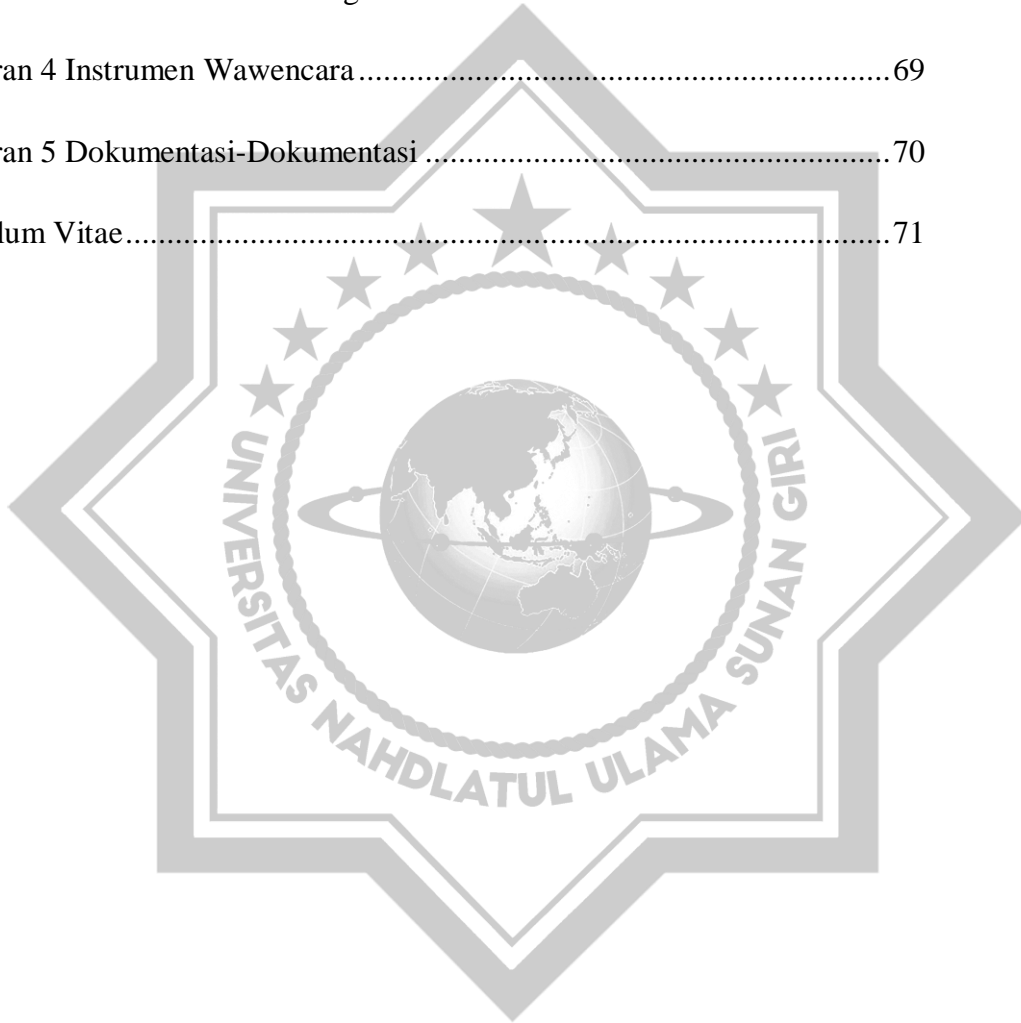 ran 4 Instrumen Wawencara 69
ran 5 Dokumentasi-Dokumentasi 70
lum Vitae 71
UNIVERSITAS NAHDLATUL ULAMA SUNAN GIRI